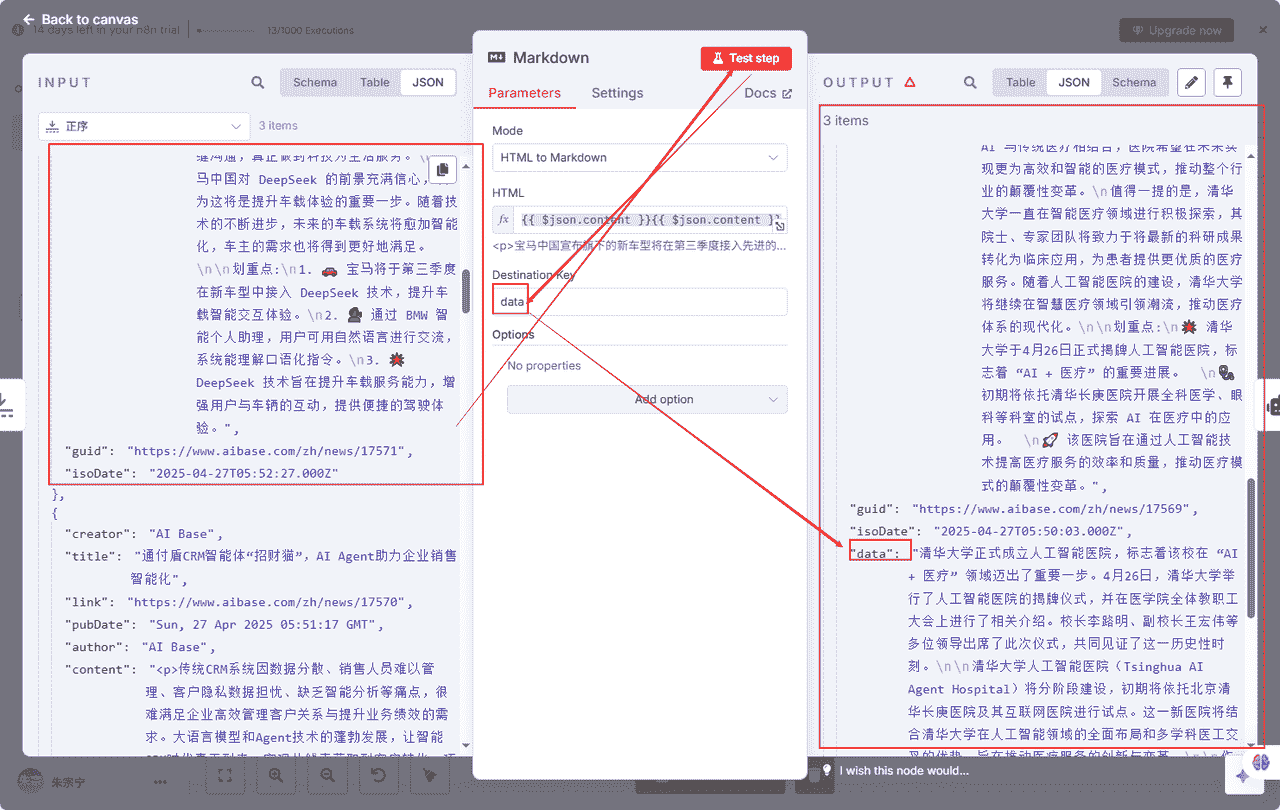 Back to canvas
14 days left in your n8n trial
13/1000 Executions
Upgrade now
INPUT
Schema
Table
JSON
正序
3 items
马中国对 DeepSeek 的前景充满信心,
为这将是提升车载体验的重要一步。随着技
术的不断进步,未来的车载系统将愈加智能
化,车主的需求也将得到更好地满足。
\n\n划重点:\n1. 🚗 宝马将于第三季度
在新车型中接入 DeepSeek 技术,提升车
载智能交互体验。\n2. 🗣 通过 BMW 智
能个人助理,用户可用自然语言进行交流,
系统能理解口语化指令。\n3. 🌟
DeepSeek 技术旨在提升车载服务能力,增
强用户与车辆的互动,提供便捷的驾驶体
验。",
"guid": "https://www.aibase.com/zh/news/17571",
"isoDate": "2025-04-27T05:52:27.000Z"
},
{
"creator": "AI Base",
"title": "通付盾CRM智能体“招财猫”,AI Agent助力企业销售
智能化",
"link": "https://www.aibase.com/zh/news/17570",
"pubDate": "Sun, 27 Apr 2025 05:51:17 GMT",
"author": "AI Base",
"content": "<p>传统CRM系统因数据分散、销售人员难以管
理、客户隐私数据担忧、缺乏智能分析等痛点,很
难满足企业高效管理客户关系与提升业务绩效的需
求。大语言模型和Agent技术的蓬勃发展,让智能
Markdown
Test step
Parameters
Settings
Docs
Mode
HTML to Markdown
HTML
fx {{ $json.content }}{{ $json.content }
<p>宝马中国宣布旗下的新车型将在第三季度接入先进的...
Destination Key
data
Options
No properties
Add option
OUTPUT
Table
JSON
Schema
3 items
AI 与传统医疗相结合,医院希望在未来实
现更为高效和智能的医疗模式,推动整个行
业的颠覆性变革。\n值得一提的是,清华
大学一直在智能医疗领域进行积极探索,其
院士、专家团队将致力于将最新的科研成果
转化为临床应用,为患者提供更优质的医疗
服务。随着人工智能医院的建设,清华大学
将继续在智慧医疗领域引领潮流,推动医疗
体系的现代化。\n\n划重点:\n🌟 清华
大学于4月26日正式揭牌人工智能医院,标
志着 “AI + 医疗” 的重要进展。 \n🩺
初期将依托清华长庚医院开展全科医学、眼
科等科室的试点,探索 AI 在医疗中的应
用。 \n🚀 该医院旨在通过人工智能技
术提高医疗服务的效率和质量,推动医疗模
式的颠覆性变革。",
"guid": "https://www.aibase.com/zh/news/17569",
"isoDate": "2025-04-27T05:50:03.000Z",
"data": "清华大学正式成立人工智能医院,标志着该校在 “AI
+ 医疗” 领域迈出了重要一步。4月26日,清华大学举
行了人工智能医院的揭牌仪式,并在医学院全体教职工
大会上进行了相关介绍。校长李路明、副校长王宏伟等
多位领导出席了此次仪式,共同见证了这一历史性时
刻。\n\n清华大学人工智能医院(Tsinghua AI
Agent Hospital)将分阶段建设,初期将依托北京清
华长庚医院及其互联网医院进行试点。这一新医院将结
合清华大学在人工智能领域的全面布局和多学科医工交
朱宗宁
I wish this node would...